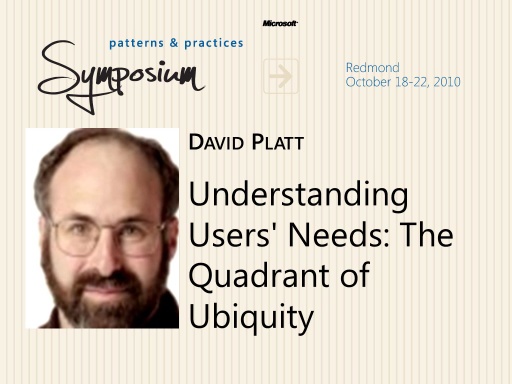 Microsoft
patterns & practices
Symposium
Redmond
October 18-22, 2010
DAVID PLATT
Understanding
Users' Needs: The
Quadrant of
Ubiquity